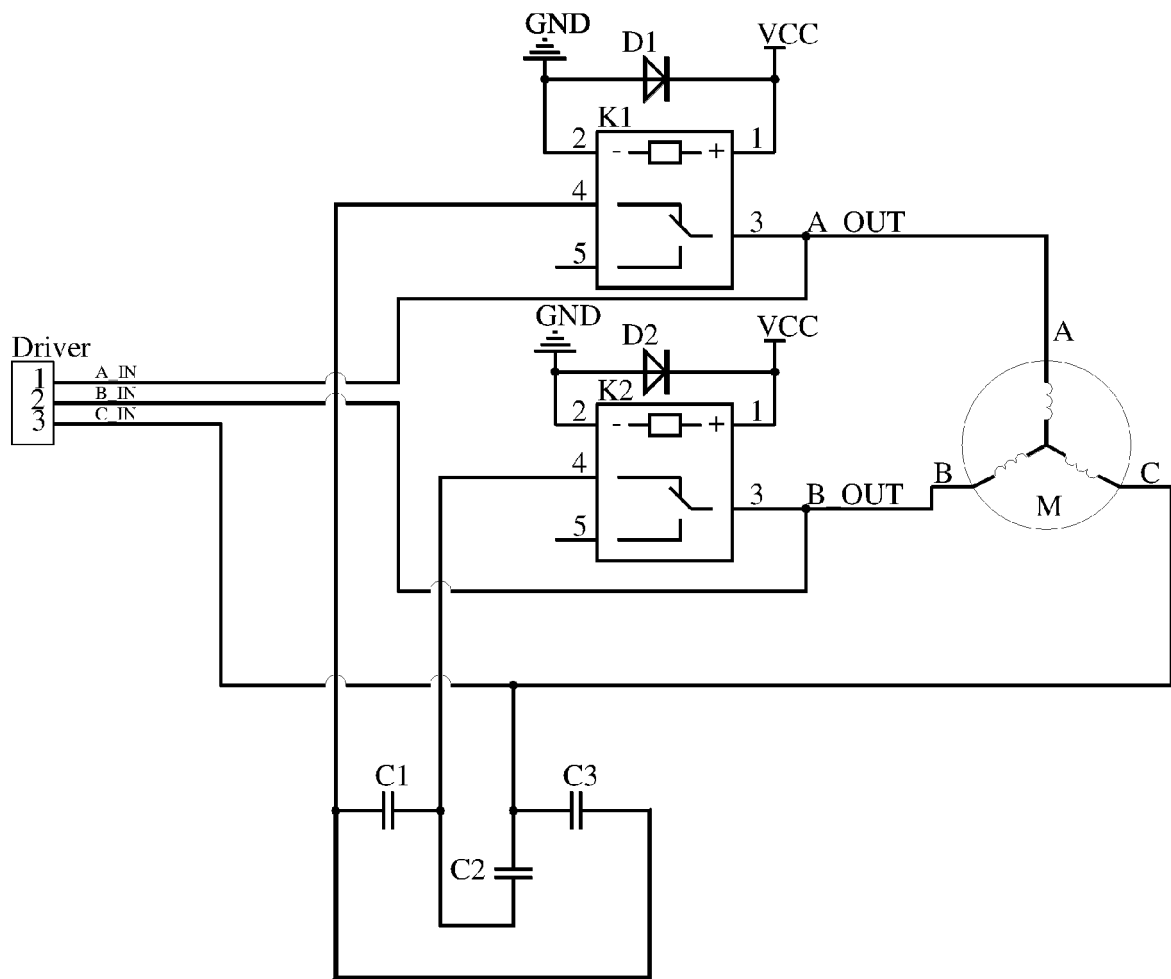 GND
D1
VCC
K1
2
-
+
1
4
3
A_OUT
5
GND
D2
VCC
A
Driver
1
A_IN
2
B_IN
3
C_IN
K2
2
-
+
1
4
B
C
3
B_OUT
M
5
C1
C3
C2